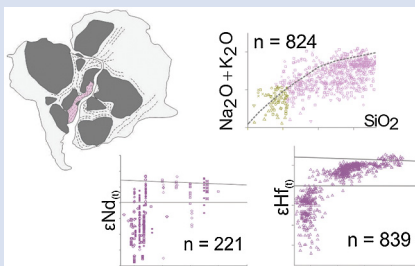 n = 824
Na₂O + K₂O
SiO₂
εNd(t)
n = 221
εHf(t)
n = 839